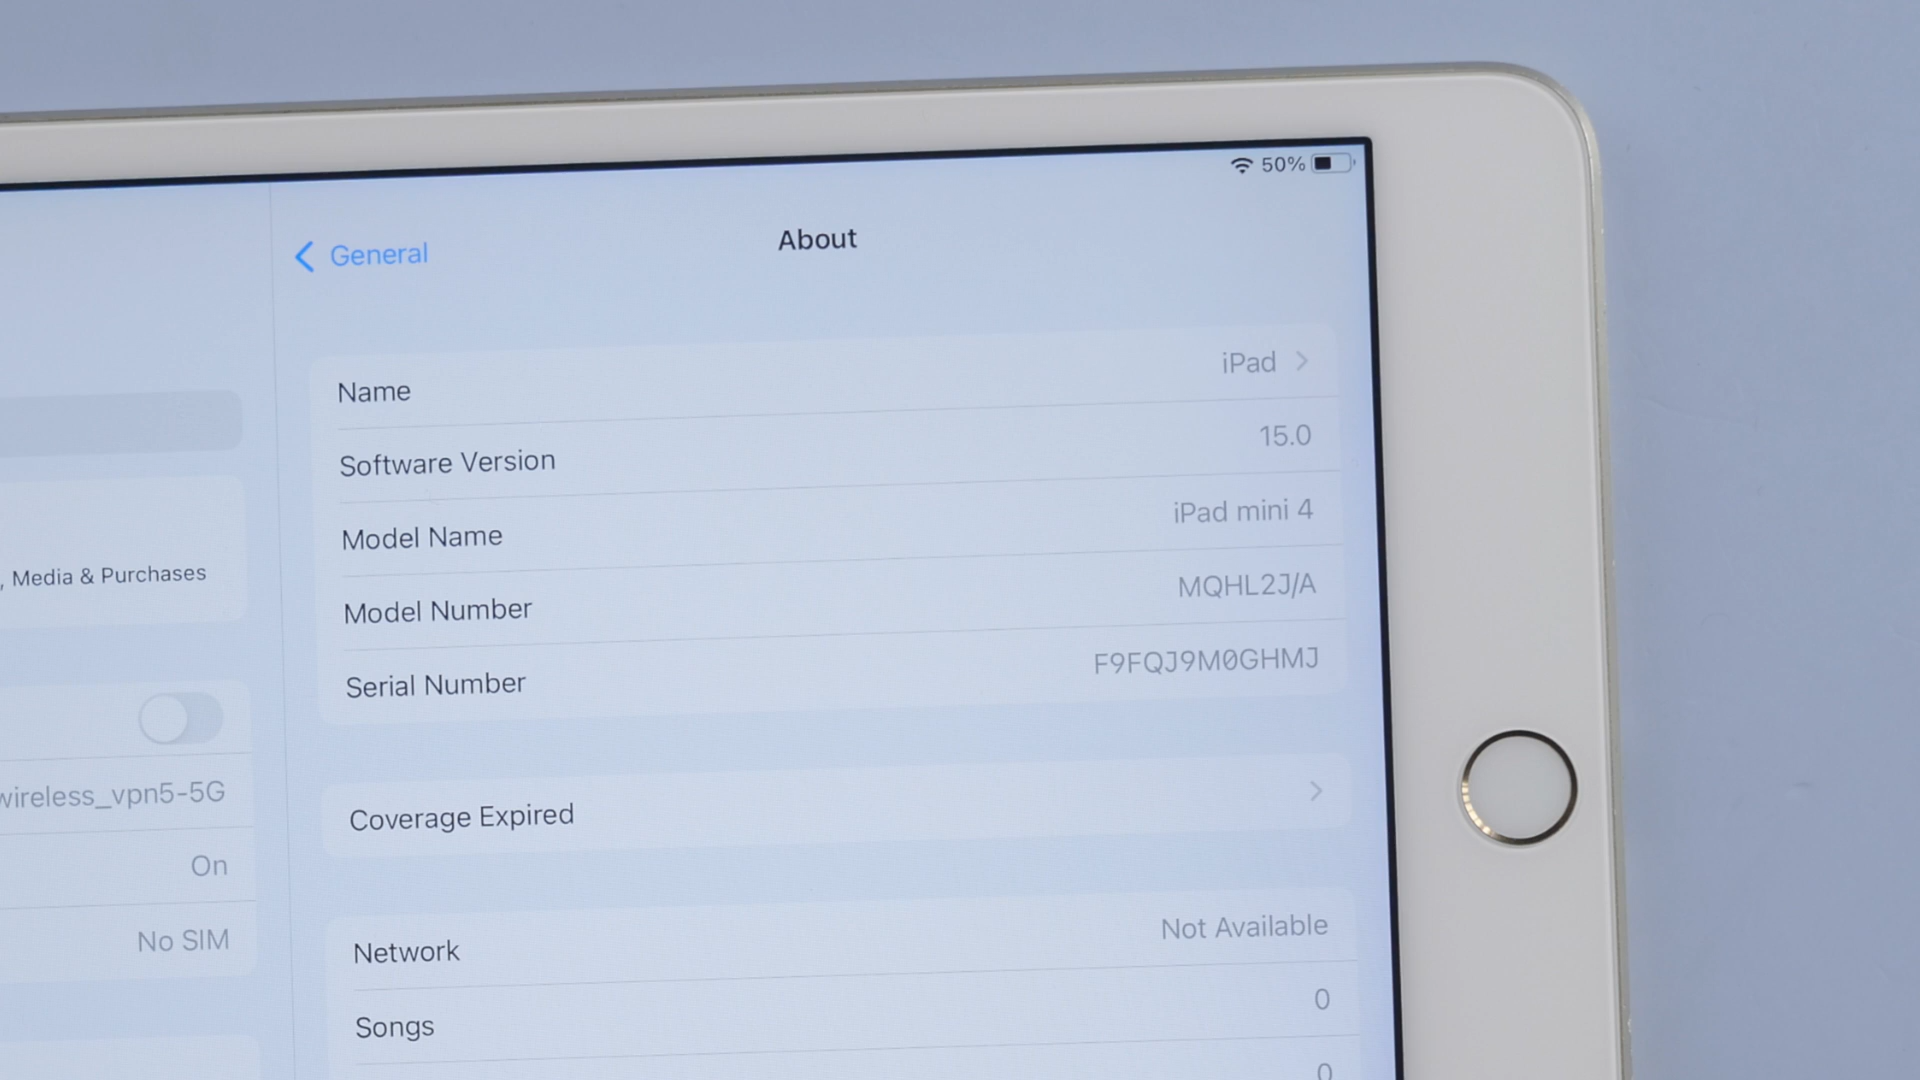 50%
General
About
Name
iPad
Software Version
15.0
Model Name
iPad mini 4
Model Number
MQHL2J/A
Serial Number
F9FQJ9M0GHMJ
Coverage Expired
Network
Not Available
Songs
0
0
, Media & Purchases
wireless_vpn5-5G
On
No SIM